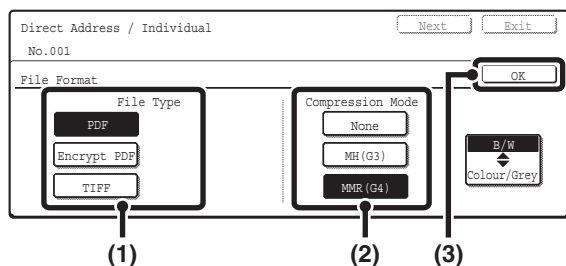 Direct Address / Individual
Next
Exit
No.001
File Format
OK
File Type
PDF
Encrypt PDF
TIFF
Compression Mode
None
MH(G3)
MMR(G4)
B/W
Colour/Grey
(1)
(2)
(3)